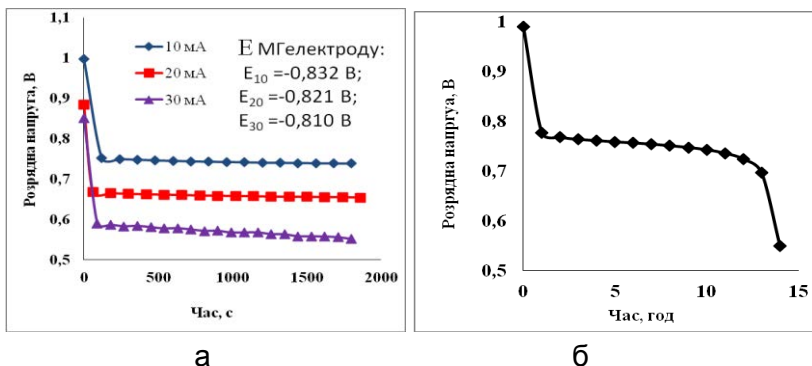 1,1
1
0,9
0,8
0,7
0,6
0,5
Розрядна напруга, В
10 мА
20 мА
30 мА
Е МГелектроду:
E10 =-0,832 В;
E20 =-0,821 В;
E30 =-0,810 В
0 500 1000 1500 2000
Час, с
а
1
0,9
0,8
0,7
0,6
0,5
Розрядна напргуа, В
0 5 10 15
Час, год
б